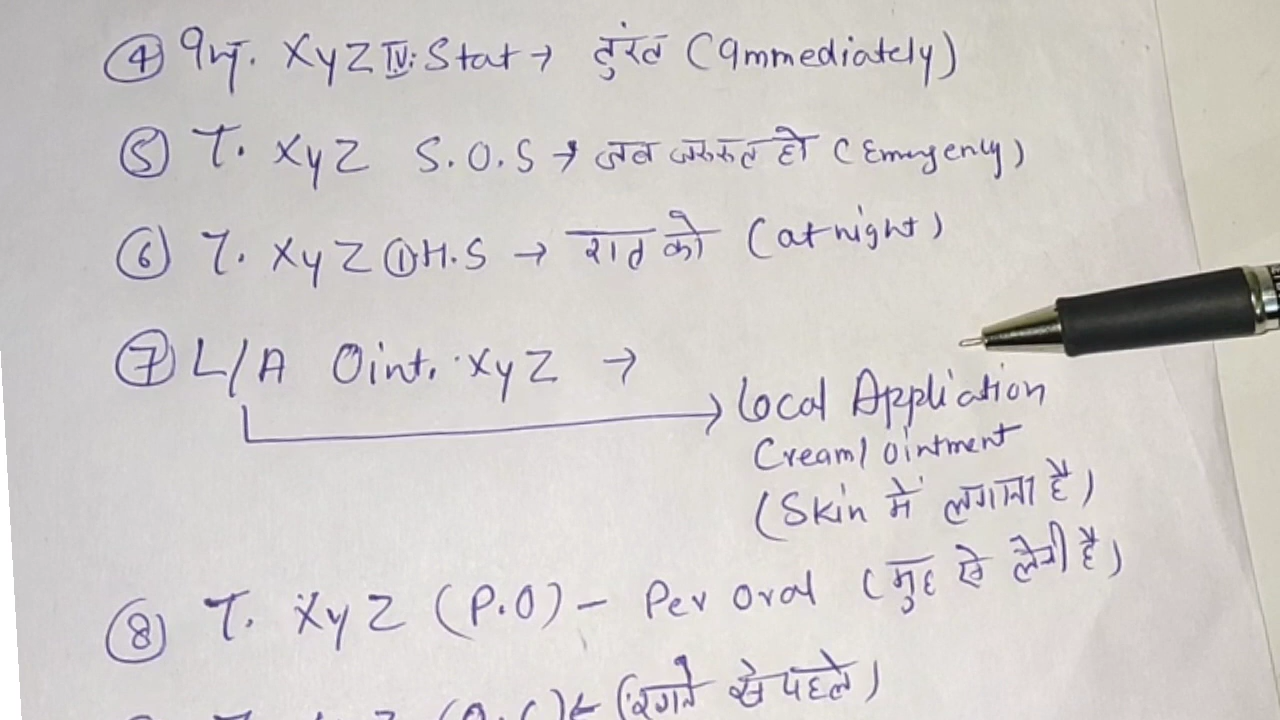 ④ Inj. XyZ IV: Stat → तुरंत (Immediately)
⑤ T. XyZ S.O.S → जब जरुरत हो (Emergency)
⑥ T. XyZ ① H.S → रात को (at night)
⑦ L/A Oint. XyZ →
Local Appliation
Cream/ ointment
(Skin में लगाना है)
⑧ T. XyZ (P.O) - Per oral (मुह से लेनी है)
(खाने से पहले)